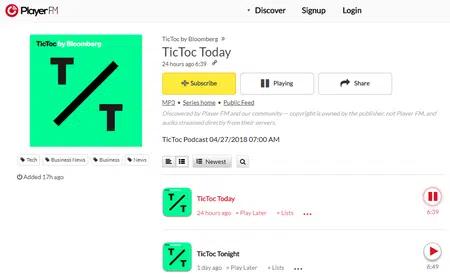 Player FM
Discover Signup Login
TicToc by Bloomberg
T/T
TicToc by Bloomberg »
TicToc Today
24 hours ago 6:39
Subscribe Playing Share
MP3 • Series home • Public Feed
Discovered by Player FM and our community — copyright is owned by the publisher, not Player FM, and
audio streamed directly from their servers.
TicToc Podcast 04/27/2018 07:00 AM
Tech Business News Business News
Added 17h ago
Newest
TicToc Today
24 hours ago + Play Later + Lists •••
6:39
TicToc Tonight
1 day ago + Play Later + Lists •••
6:49